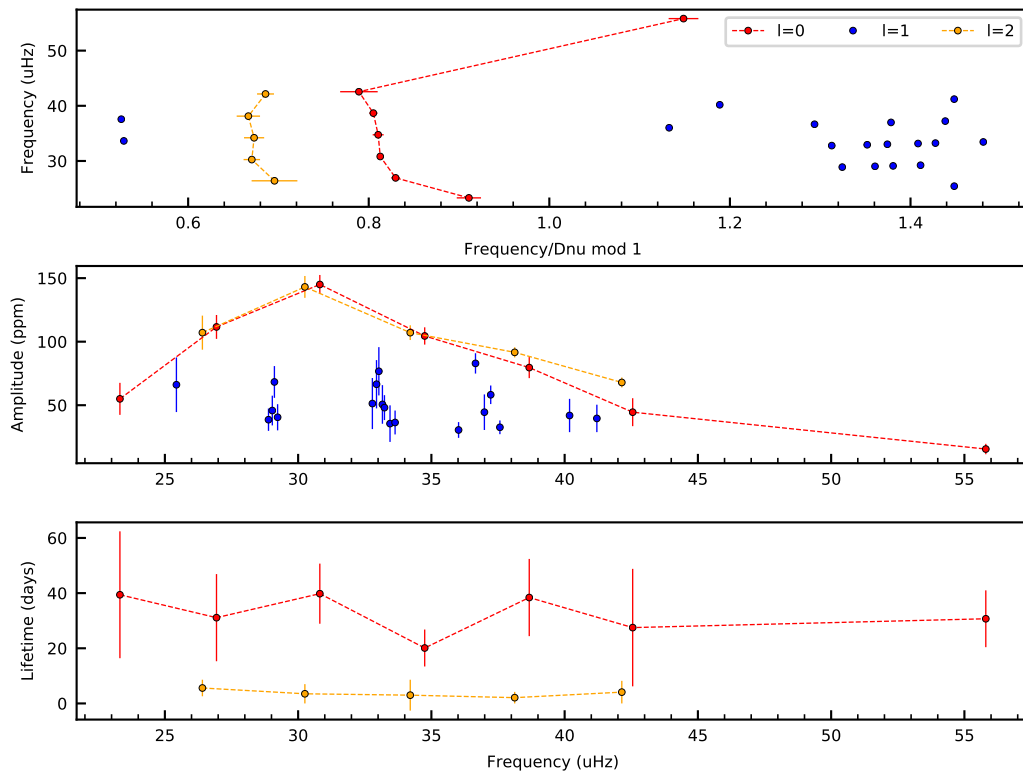 l=0 l=1 l=2
Frequency (uHz)
50
40
30
0.6 0.8 1.0 1.2 1.4
Frequency/Dnu mod 1
Amplitude (ppm)
150
100
50
25 30 35 40 45 50 55
Lifetime (days)
60
40
20
0
25 30 35 40 45 50 55
Frequency (uHz)